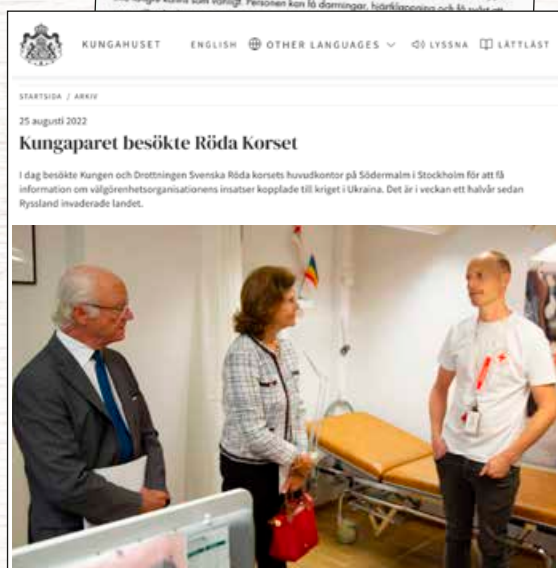 som vanligt. Personen kan få darrningar, hjärtklappning och få svårt att
KUNGAHUSET ENGLISH OTHER LANGUAGES LYSSNA LÄTTLÄST
STARTSIDA / ARKIV
25 augusti 2022
Kungaparet besökte Röda Korset
I dag besökte Kungen och Drottningen Svenska Röda korsets huvudkontor på Södermalm i Stockholm för att få
information om välgörenhetsorganisationens insatser kopplade till kriget i Ukraina. Det är i veckan ett halvår sedan
Ryssland invaderade landet.